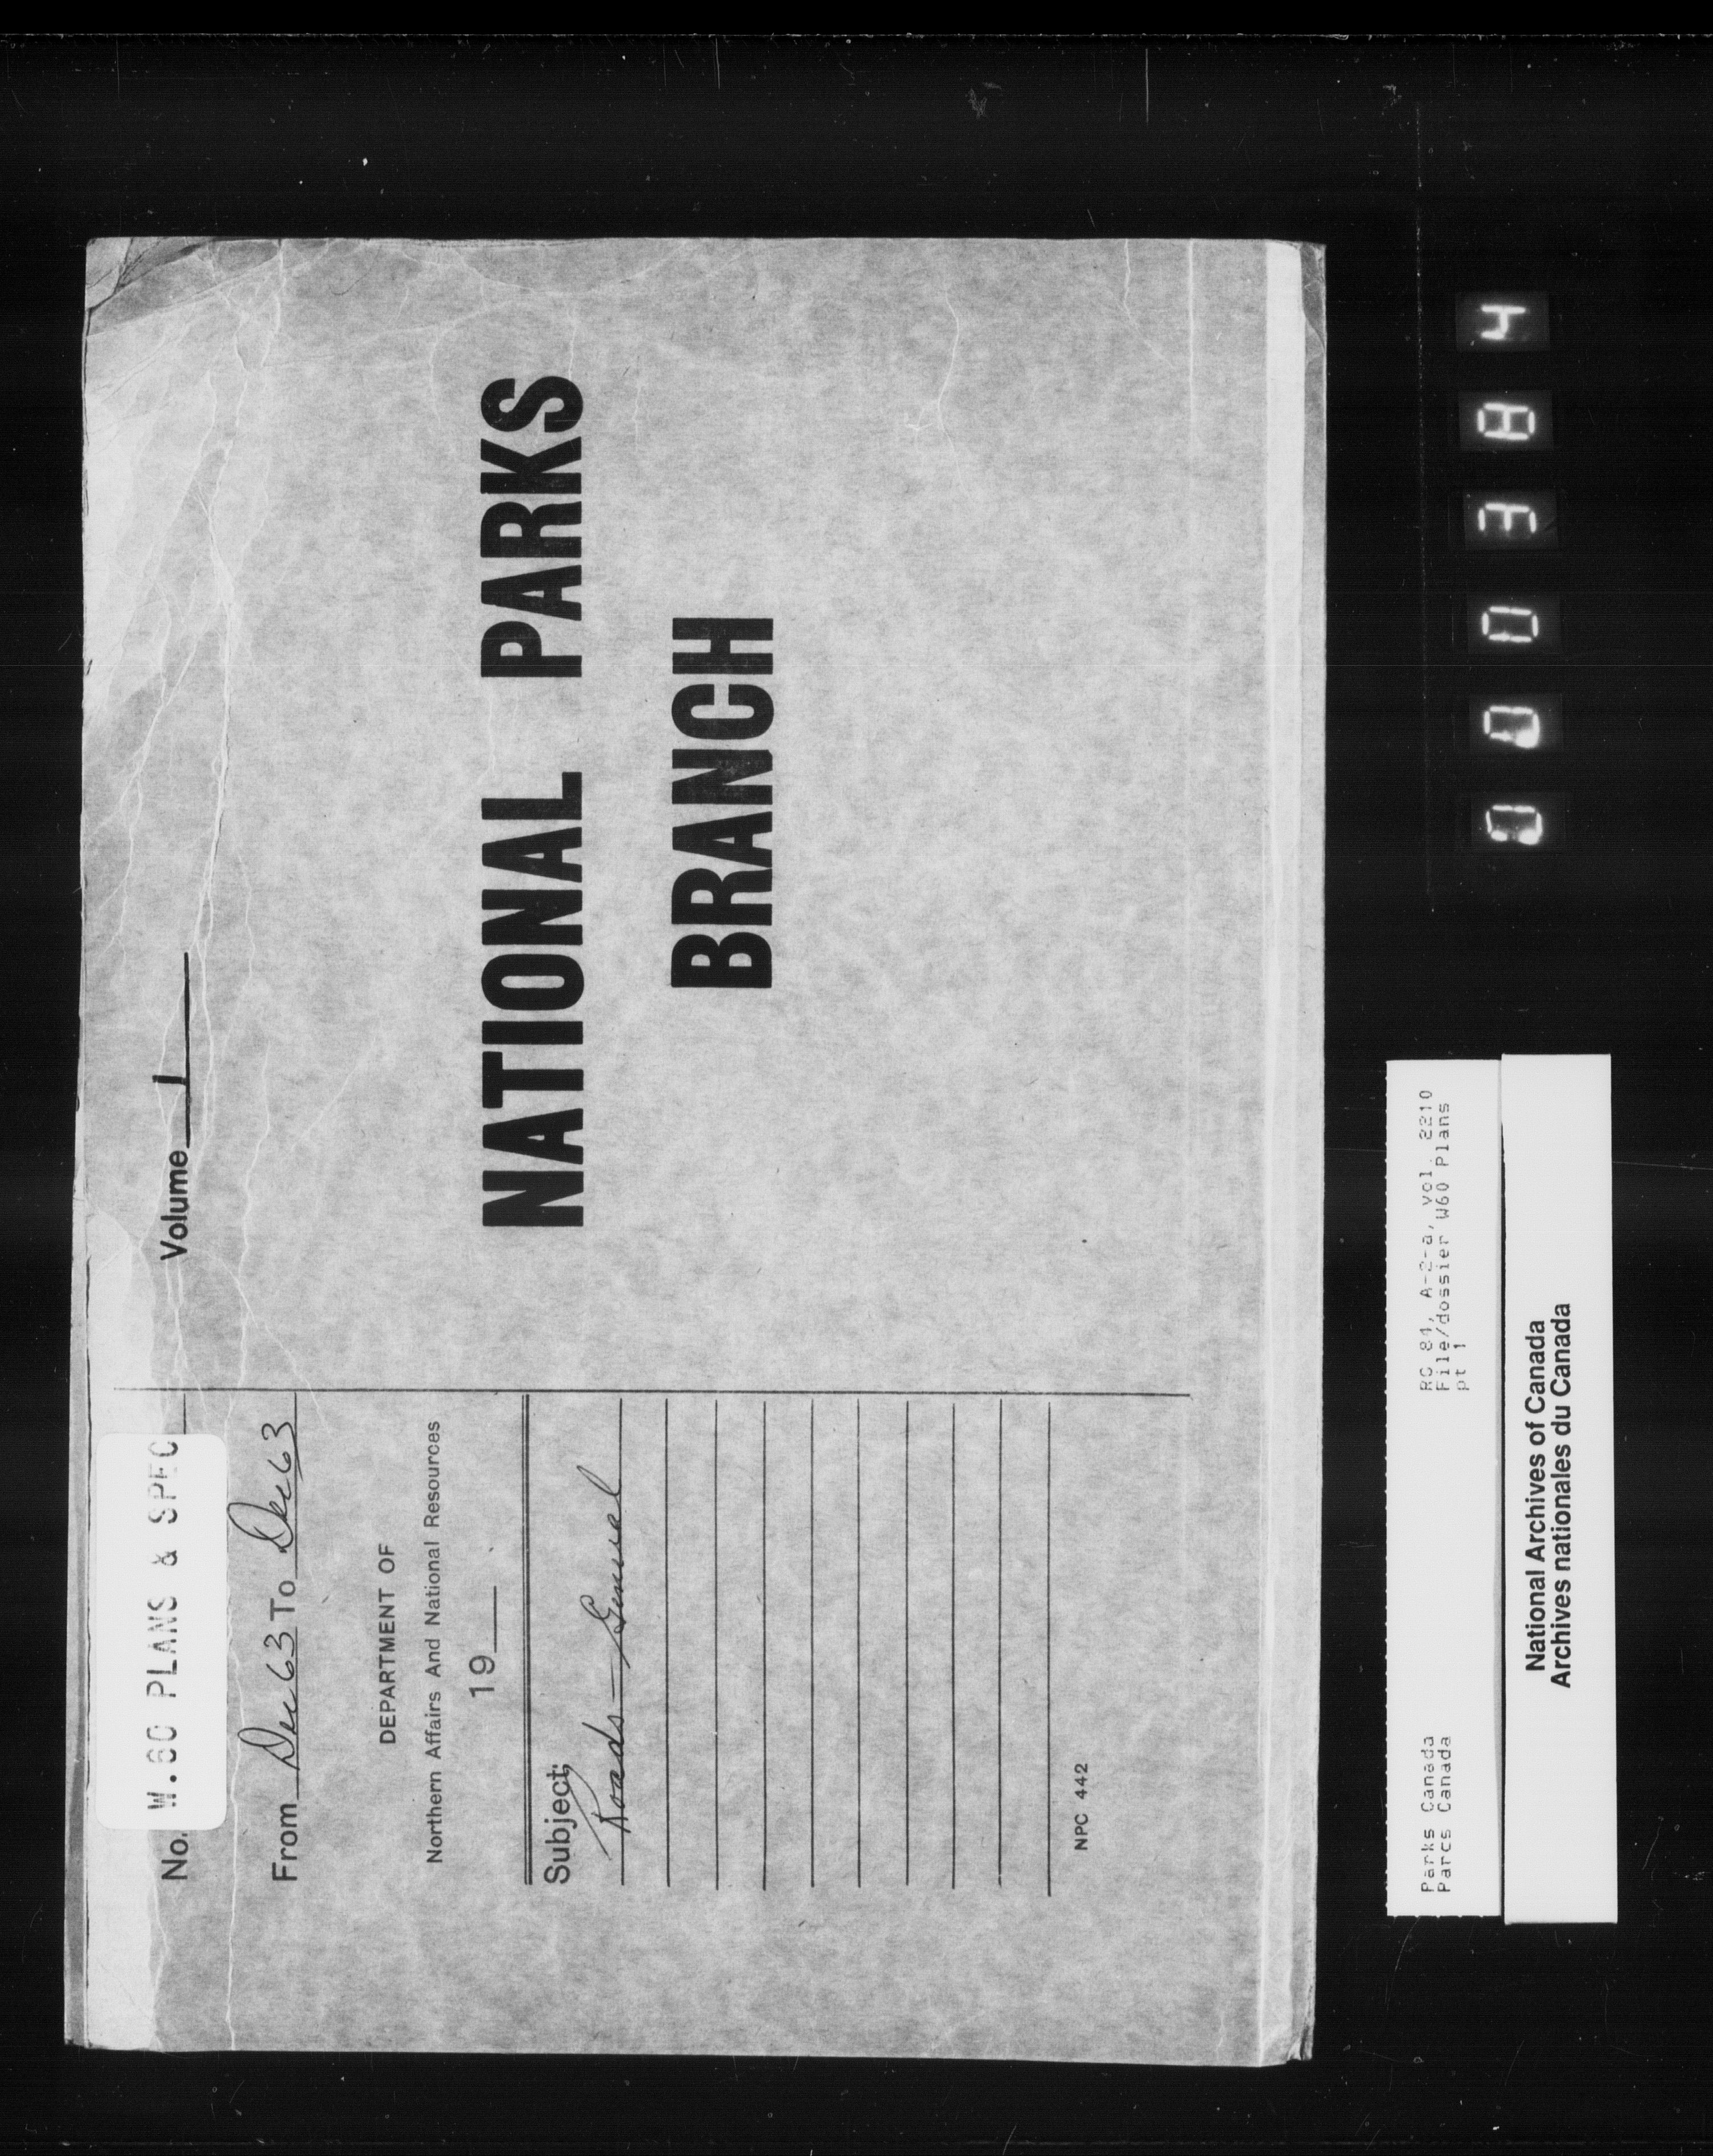 No. W.60 PLANS & SPEC
Volume 1
From Dec 63 To Dec 63
DEPARTMENT OF
Northern Affairs And National Resources
19
Subject:
Roads - General
NPC 442
NATIONAL PARKS
BRANCH
Parks Canada
Parcs Canada
RG 84, A-2-a, vol. 2210
File/dossier W60 Plans
pt 1
National Archives of Canada
Archives nationales du Canada
000384